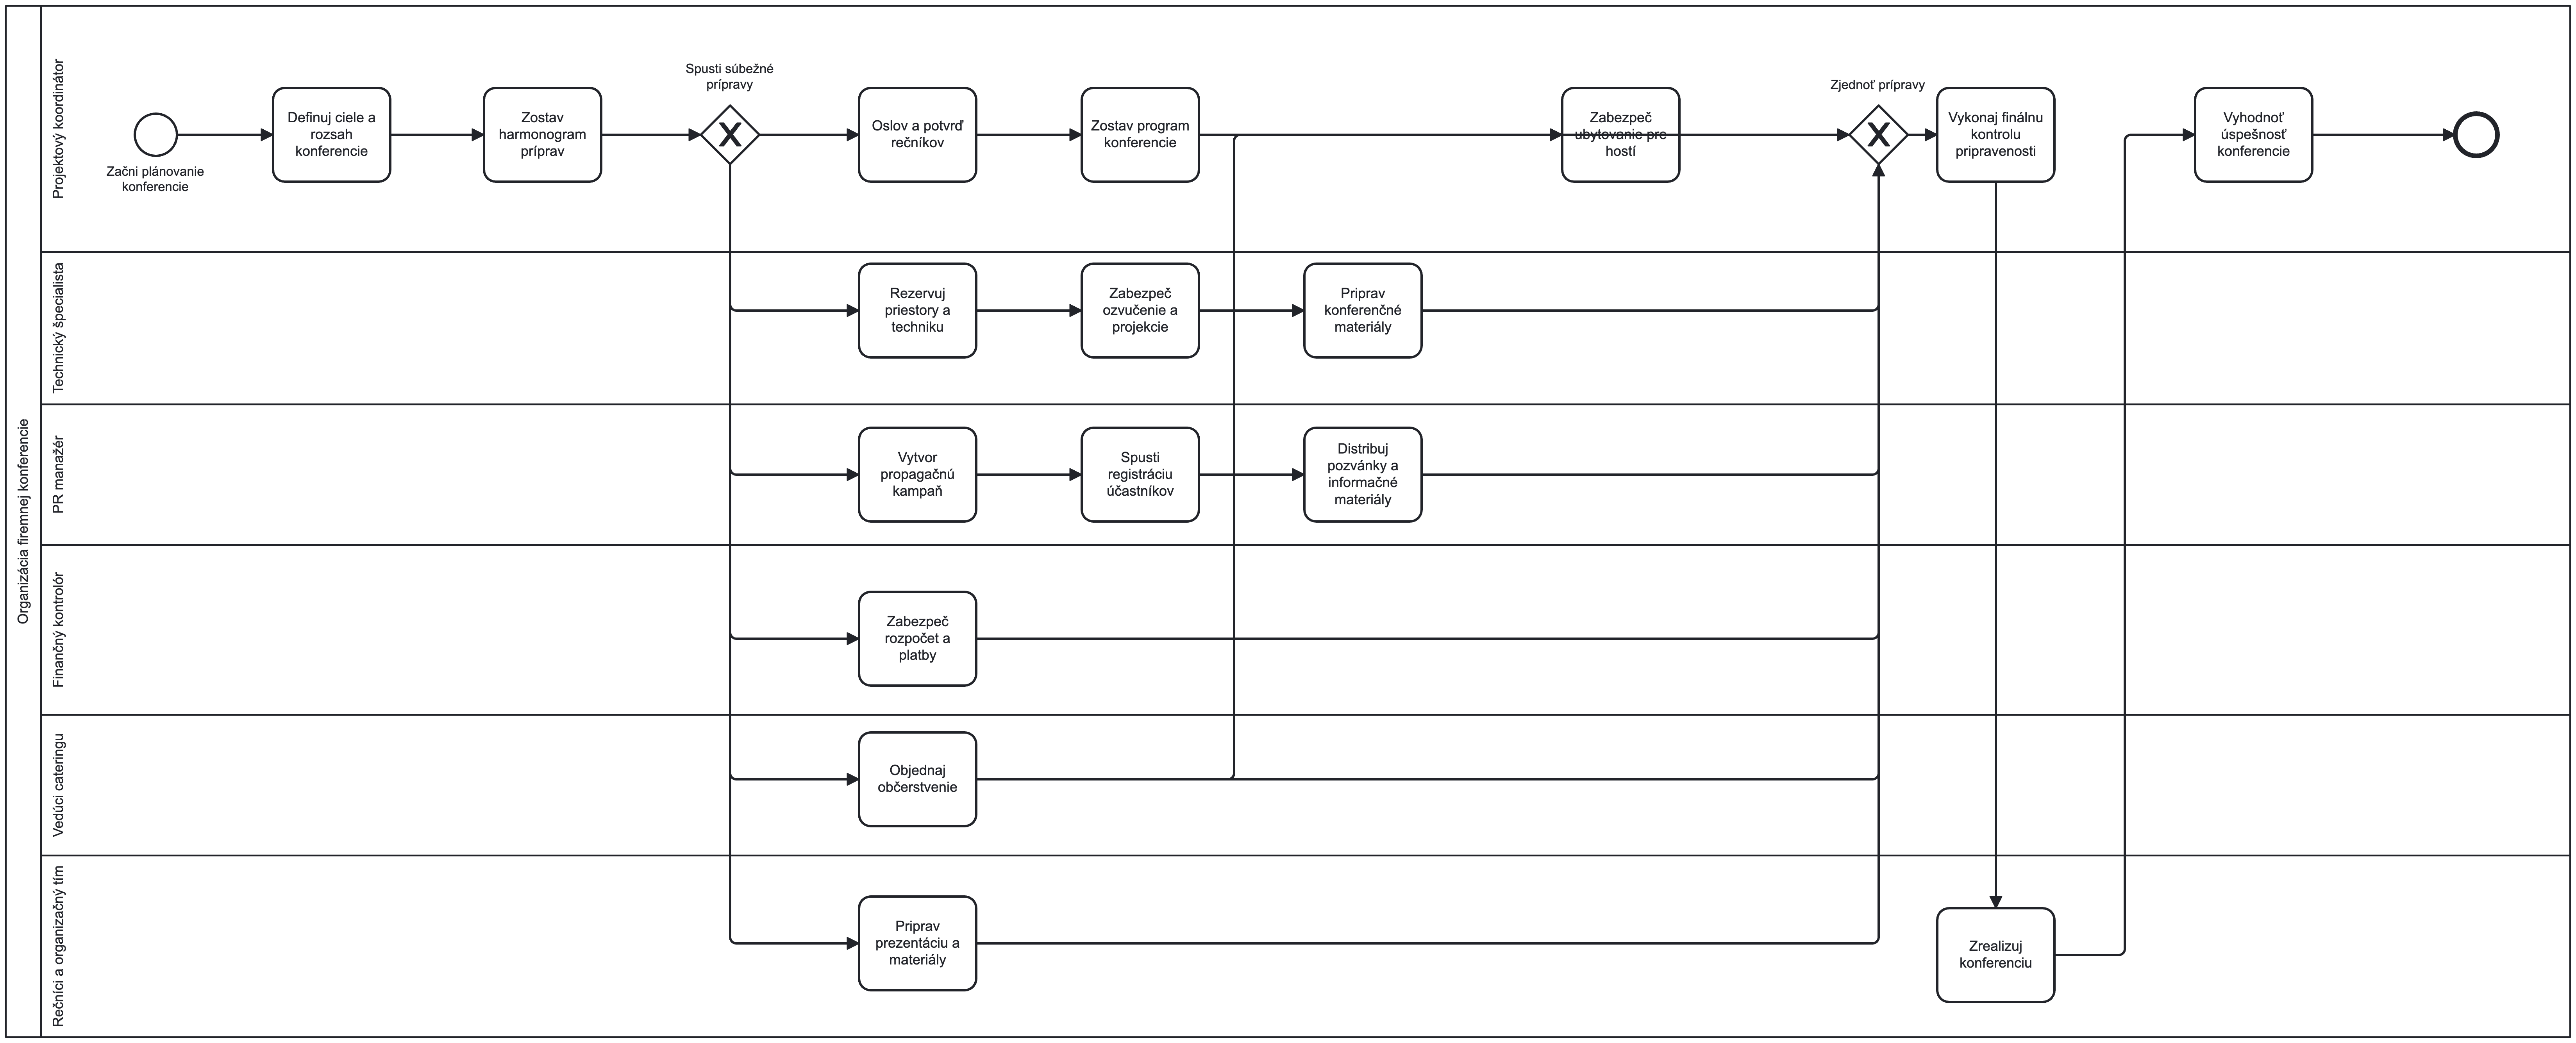 Organizácia firemnej konferencie
Projektový koordinátor
Začni plánovanie
konferencie
Definuj ciele a
rozsah
konferencie
Zostav
harmonogram
príprav
Spusti súbežné
prípravy
Oslov a potvrď
rečníkov
Zostav program
konferencie
Zabezpeč
ubytovanie pre
hostí
Zjednoť prípravy
Vykonaj finálnu
kontrolu
pripravenosti
Vyhodnoť
úspešnosť
konferencie
Technický špecialista
Rezervuj
priestory a
techniku
Zabezpeč
ozvučenie a
projekcie
Priprav
konferenčné
materiály
PR manažér
Vytvor
propagačnú
kampaň
Spusti
registráciu
účastníkov
Distribuj
pozvánky a
informačné
materiály
Finančný kontrolór
Zabezpeč
rozpočet a
platby
Vedúci cateringu
Objednaj
občerstvenie
Rečníci a organizačný tím
Priprav
prezentáciu a
materiály
Zrealizuj
konferenciu